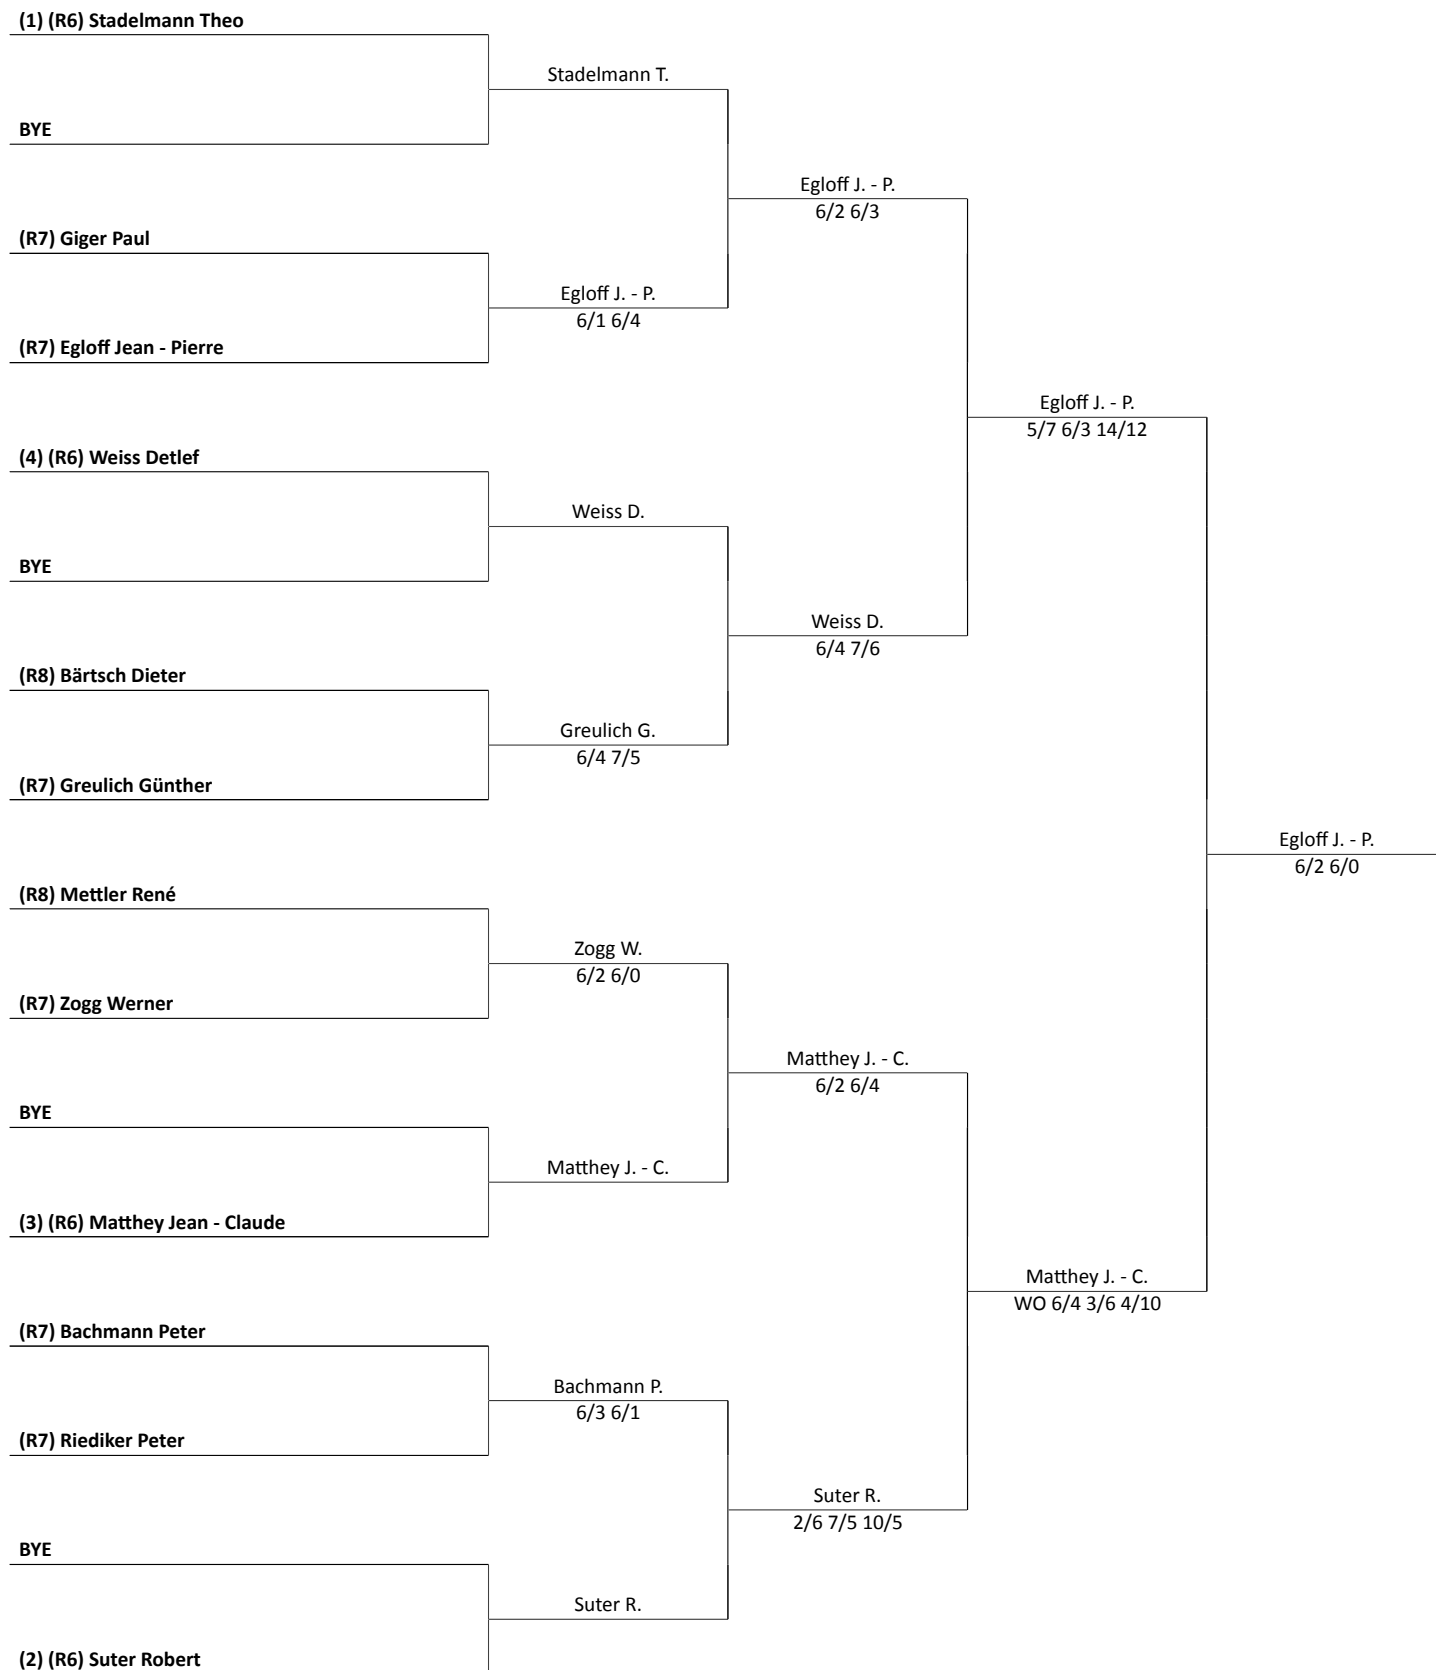 (1) (R6) Stadelmann Theo
Stadelmann T.
BYE
Egloff J. - P.
6/2 6/3
(R7) Giger Paul
Egloff J. - P.
6/1 6/4
(R7) Egloff Jean - Pierre
Egloff J. - P.
5/7 6/3 14/12
(4) (R6) Weiss Detlef
Weiss D.
BYE
Weiss D.
6/4 7/6
(R8) Bärtsch Dieter
Greulich G.
6/4 7/5
(R7) Greulich Günther
Egloff J. - P.
6/2 6/0
(R8) Mettler René
Zogg W.
6/2 6/0
(R7) Zogg Werner
Matthey J. - C.
6/2 6/4
BYE
Matthey J. - C.
(3) (R6) Matthey Jean - Claude
Matthey J. - C.
WO 6/4 3/6 4/10
(R7) Bachmann Peter
Bachmann P.
6/3 6/1
(R7) Riediker Peter
Suter R.
2/6 7/5 10/5
BYE
Suter R.
(2) (R6) Suter Robert